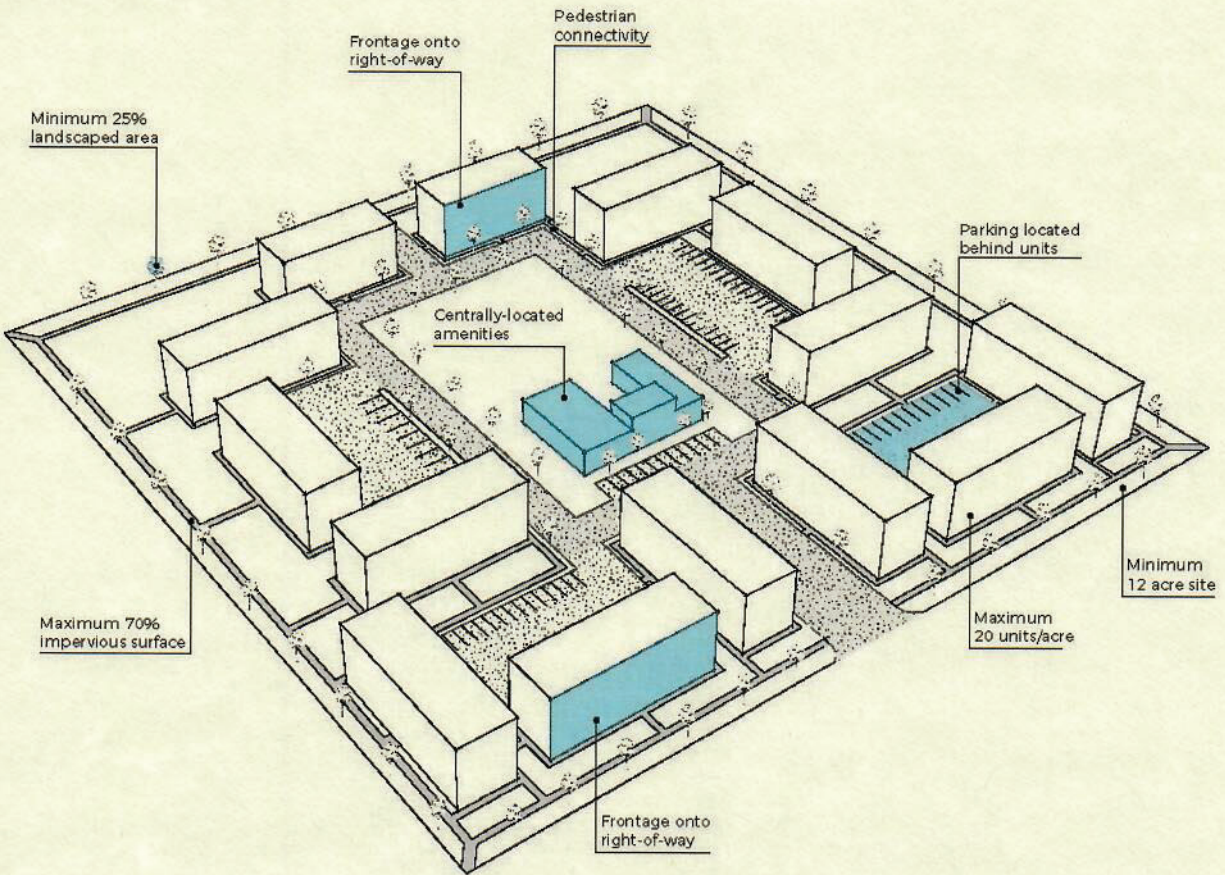 Pedestrian
connectivity
Frontage onto
right-of-way
Minimum 25%
landscaped area
Parking located
behind units
Centrally-located
amenities
Minimum
12 acre site
Maximum
20 units/acre
Maximum 70%
impervious surface
Frontage onto
right-of-way